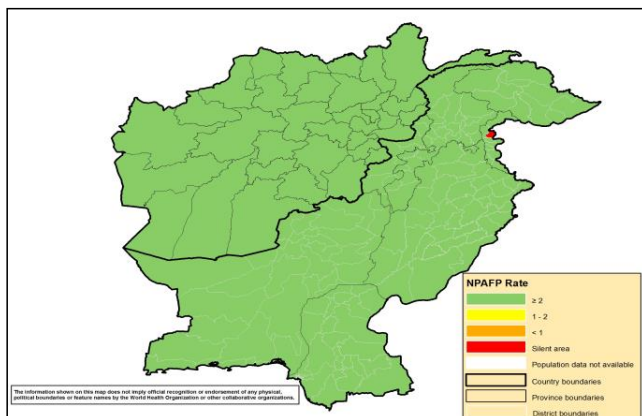 NPAFP Rate
≥ 2
1 - 2
< 1
Silent area
Population data not available
Country boundaries
Province boundaries
District boundaries
The information shown on this map does not imply official recognition or endorsement of any physical,
political boundaries or feature names by the World Health Organization or other collaborative organizations.